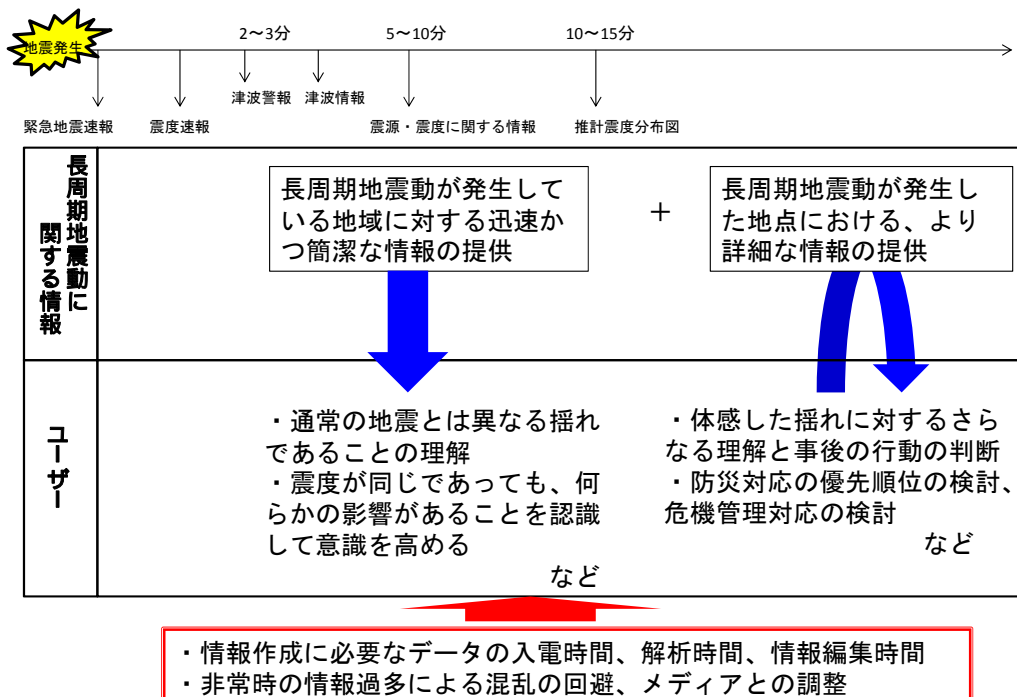 地震発生
2～3分
5～10分
10～15分
津波警報
津波情報
緊急地震速報
震度速報
震源・震度に関する情報
推計震度分布図
長周期地震動に
関する情報
長周期地震動が発生して
いる地域に対する迅速か
つ簡潔な情報の提供
＋
長周期地震動が発生し
た地点における、より
詳細な情報の提供
ユーザー
・通常の地震とは異なる揺れ
であることの理解
・震度が同じであっても、何
らかの影響があることを認識
して意識を高める
など
・体感した揺れに対するさら
なる理解と事後の行動の判断
・防災対応の優先順位の検討、
危機管理対応の検討
など
・情報作成に必要なデータの入電時間、解析時間、情報編集時間
・非常時の情報過多による混乱の回避、メディアとの調整